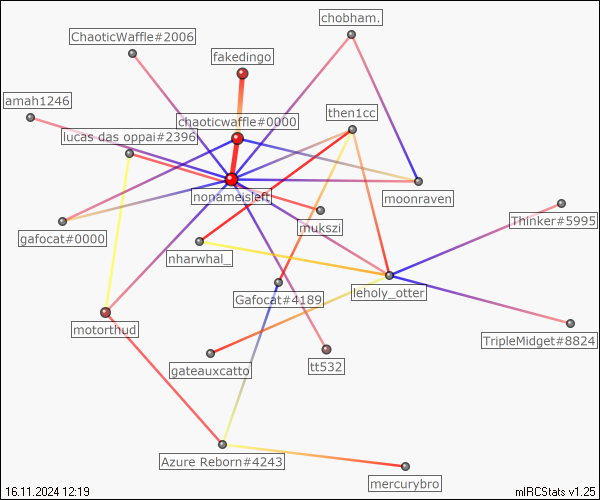 chobham.
ChaoticWaffle#2006
fakedingo
amah1246
chaoticwaffle#0000
then1cc
lucas das oppai#2396
nonameisleft
moonraven
mukszi
Thinker#5995
gafocat#0000
nharwhal_
Gafocat#4189
leholy_otter
motorthud
TripleMidget#8824
gateauxcatto
tt532
Azure Reborn#4243
mercurybro
16.11.2024 12:19
mIRCStats v1.25